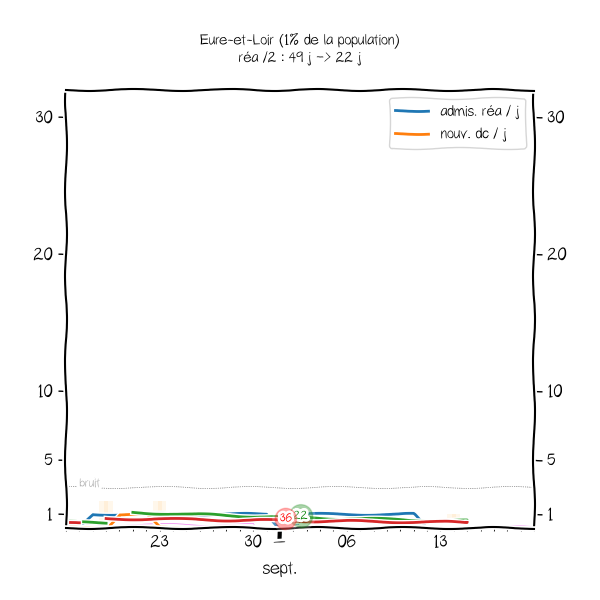 Eure-et-Loir (1% de la population)
réa /2 : 49 j -> 22 j
admis. réa / j
nouv. dc / j
30
30
20
20
10
10
5
5
bruit
1
1
36
22
23
30
06
13
sept.